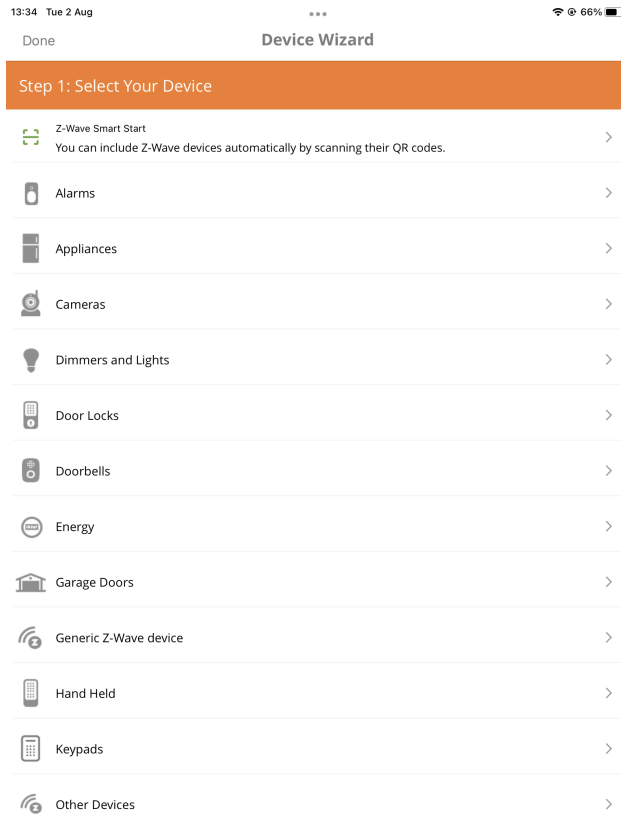 13:34 Tue 2 Aug
66%
Done
Device Wizard
Step 1: Select Your Device
Z-Wave Smart Start
You can include Z-Wave devices automatically by scanning their QR codes.
Alarms
Appliances
Cameras
Dimmers and Lights
Door Locks
Doorbells
Energy
Garage Doors
Generic Z-Wave device
Hand Held
Keypads
Other Devices